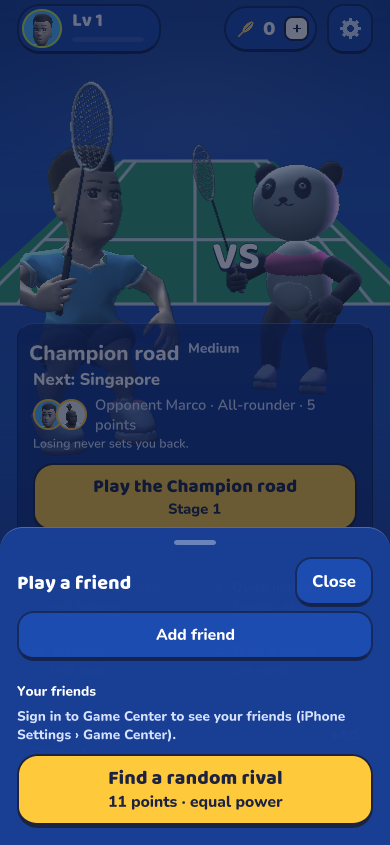 Lv 1
0
+
VS
Champion road Medium
Next: Singapore
Opponent Marco · All-rounder · 5
points
Losing never sets you back.
Play the Champion road
Stage 1
Play a friend
Close
Add friend
Your friends
Sign in to Game Center to see your friends (iPhone
Settings › Game Center).
Find a random rival
11 points · equal power